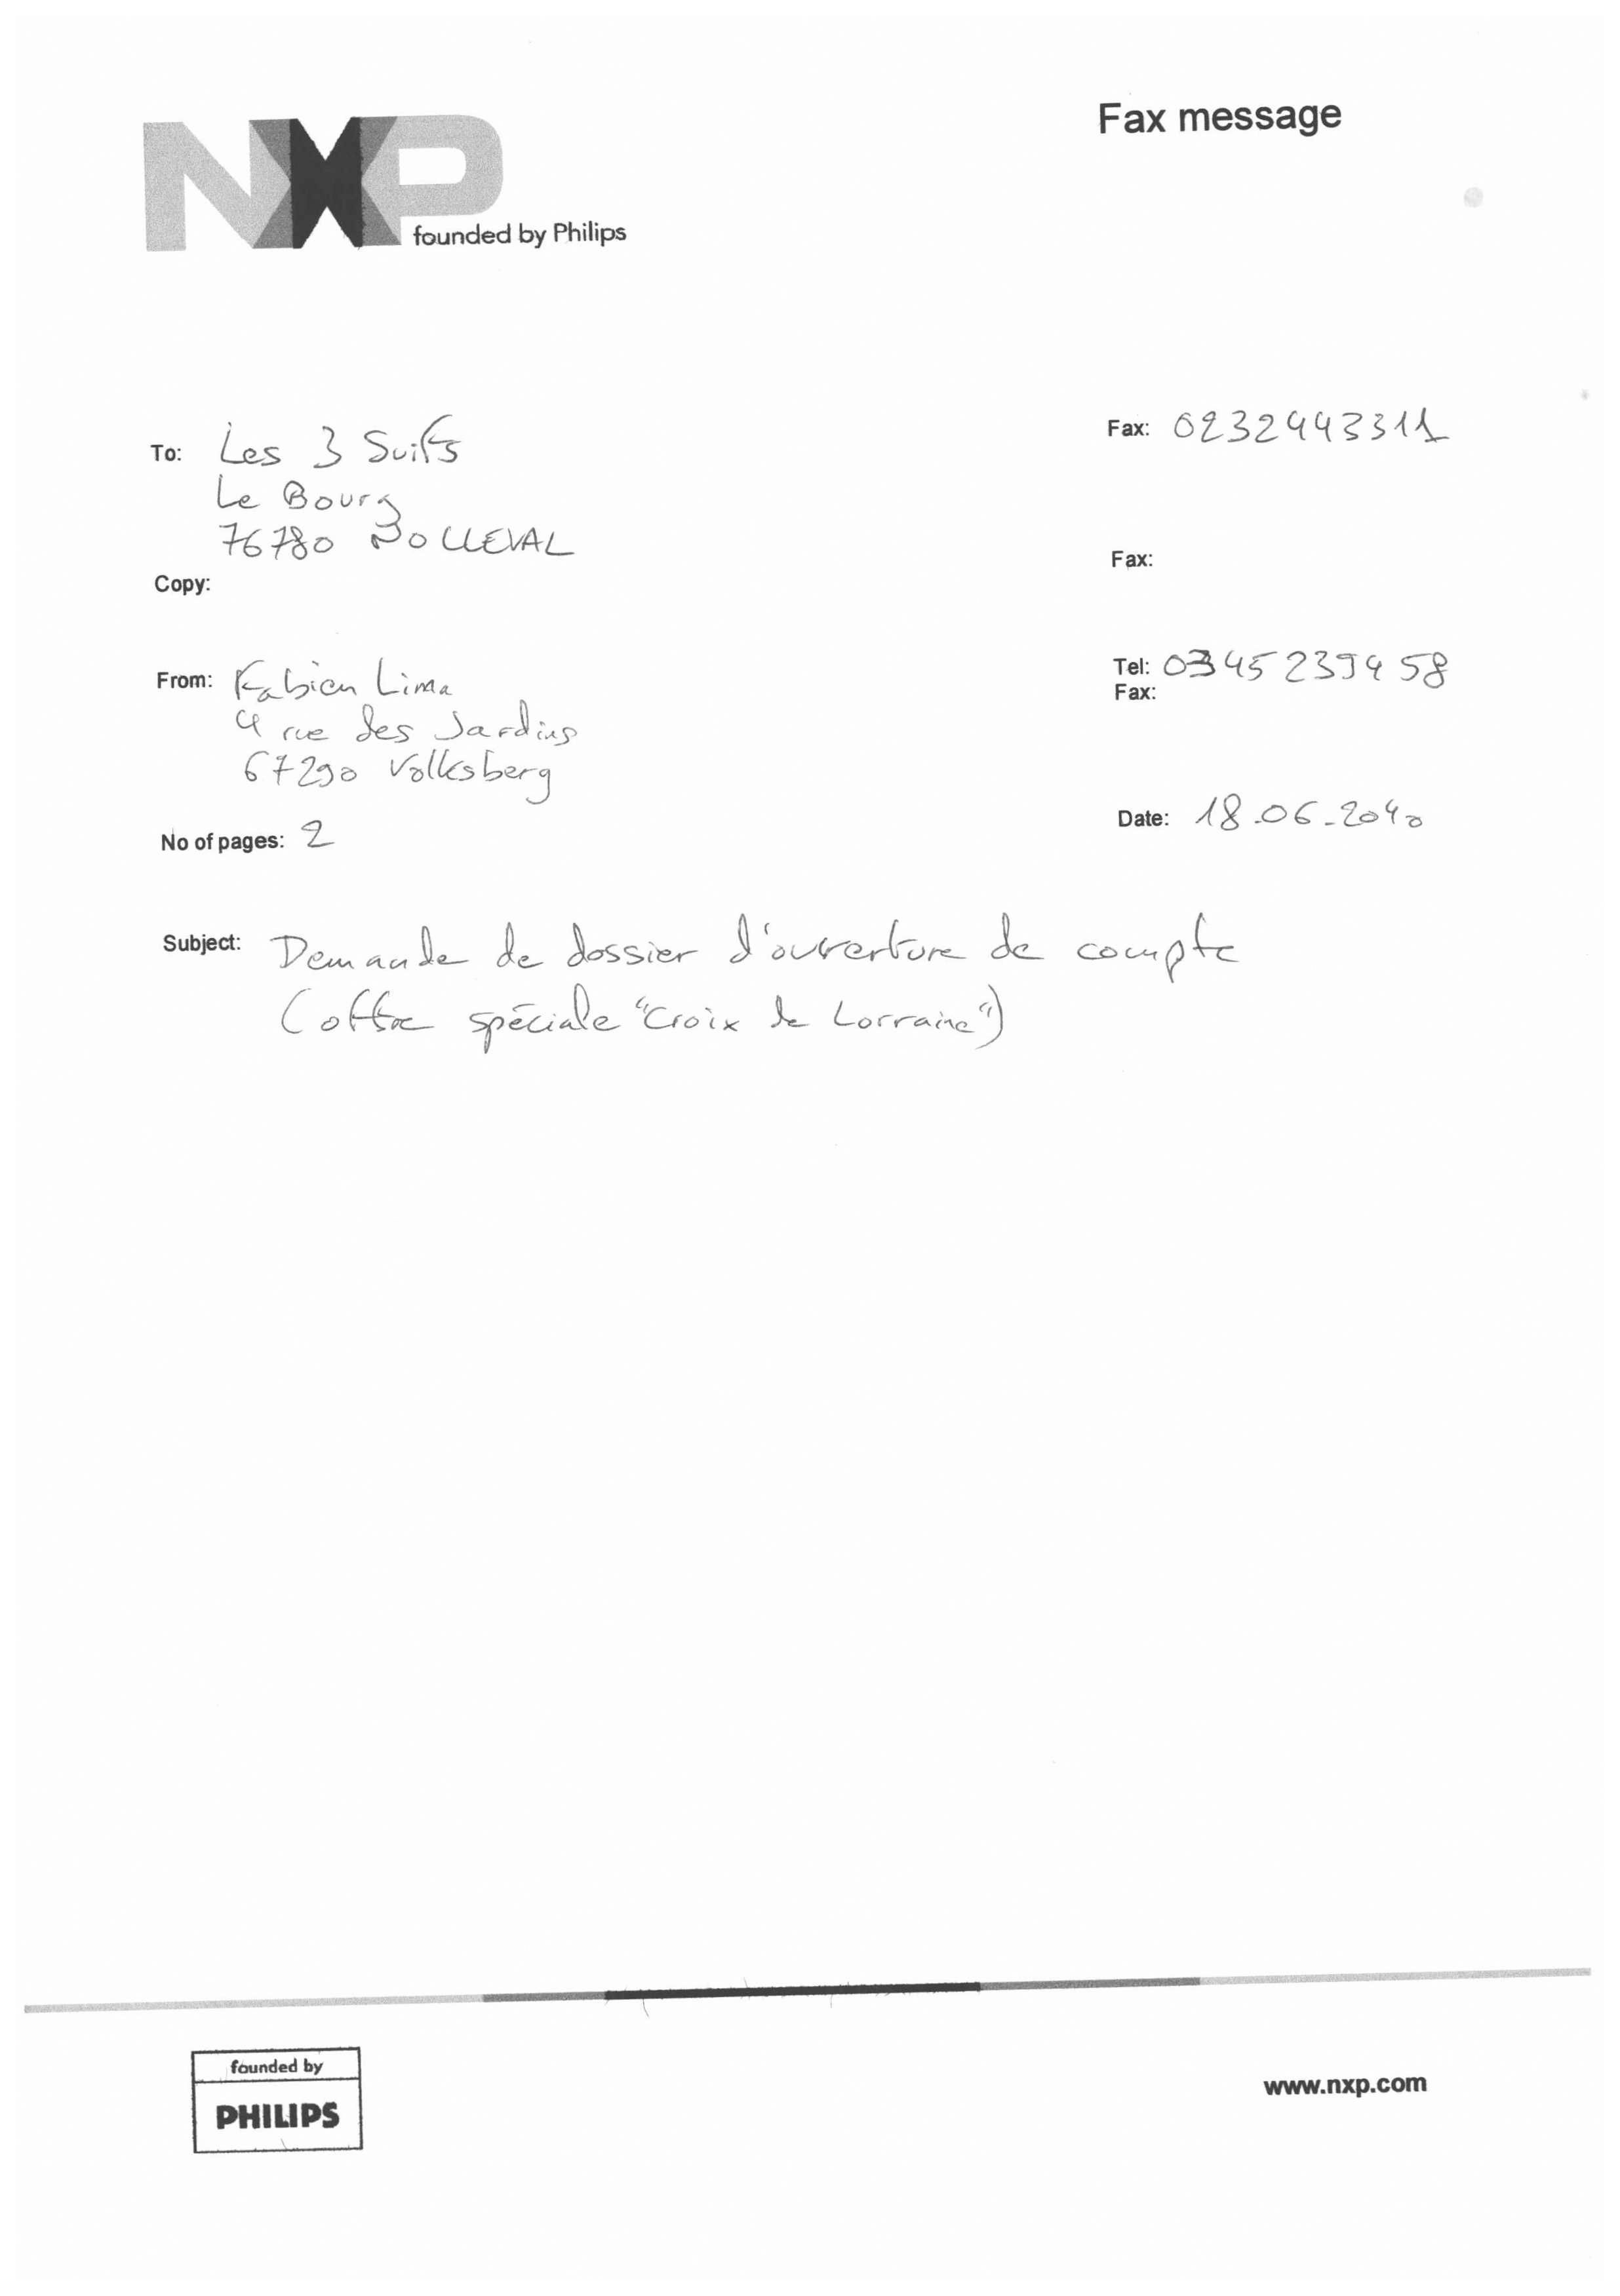 NXP
founded by Philips
Fax message
To: Les 3 Suifs
Le Bourg
76780 NOLLEVAL
Fax: 0232443311
Copy:
Fax:
From: Fabien Lima
4 rue des Jardins
67290 Volksberg
Tel: 0345239458
Fax:
No of pages: 2
Date: 18-06-2040
Subject: Demande de dossier d'ouverture de compte
(offre spéciale "Croix de Lorraine")
founded by
PHILIPS
www.nxp.com